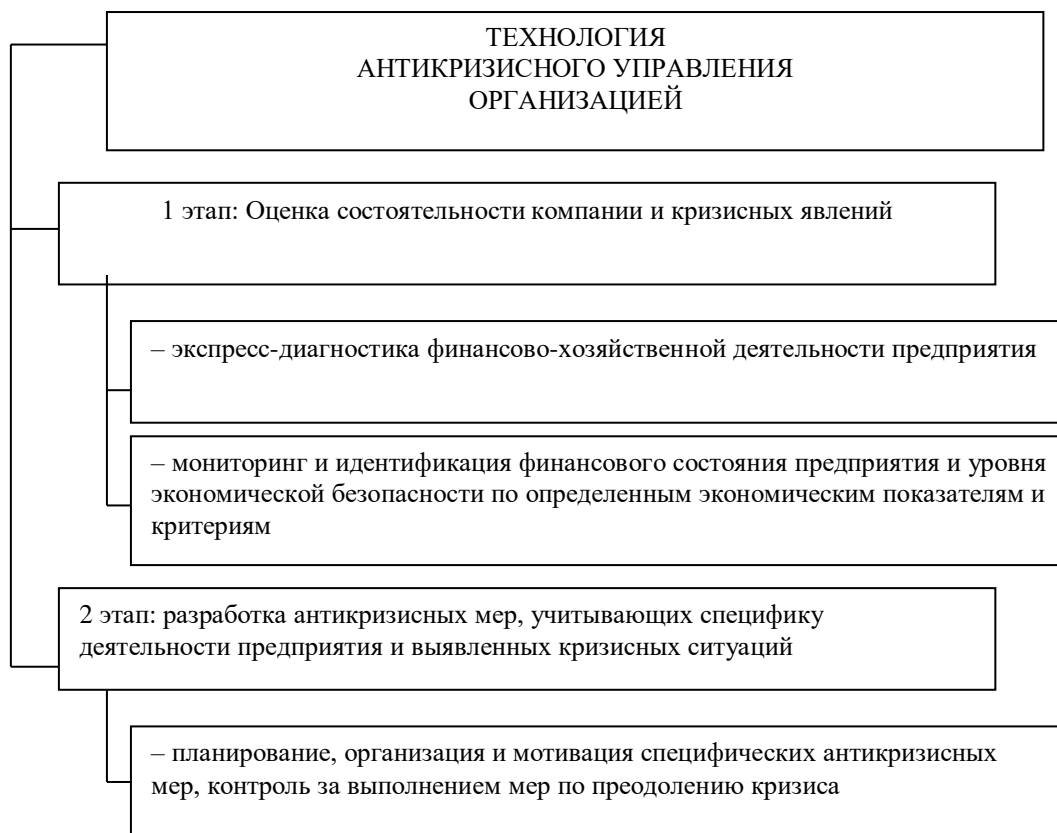 ТЕХНОЛОГИЯ
АНТИКРИЗИСНОГО УПРАВЛЕНИЯ
ОРГАНИЗАЦИЕЙ
1 этап: Оценка состоятельности компании и кризисных явлений
– экспресс-диагностика финансово-хозяйственной деятельности предприятия
– мониторинг и идентификация финансового состояния предприятия и уровня
экономической безопасности по определенным экономическим показателям и
критериям
2 этап: разработка антикризисных мер, учитывающих специфику
деятельности предприятия и выявленных кризисных ситуаций
– планирование, организация и мотивация специфических антикризисных
мер, контроль за выполнением мер по преодолению кризиса